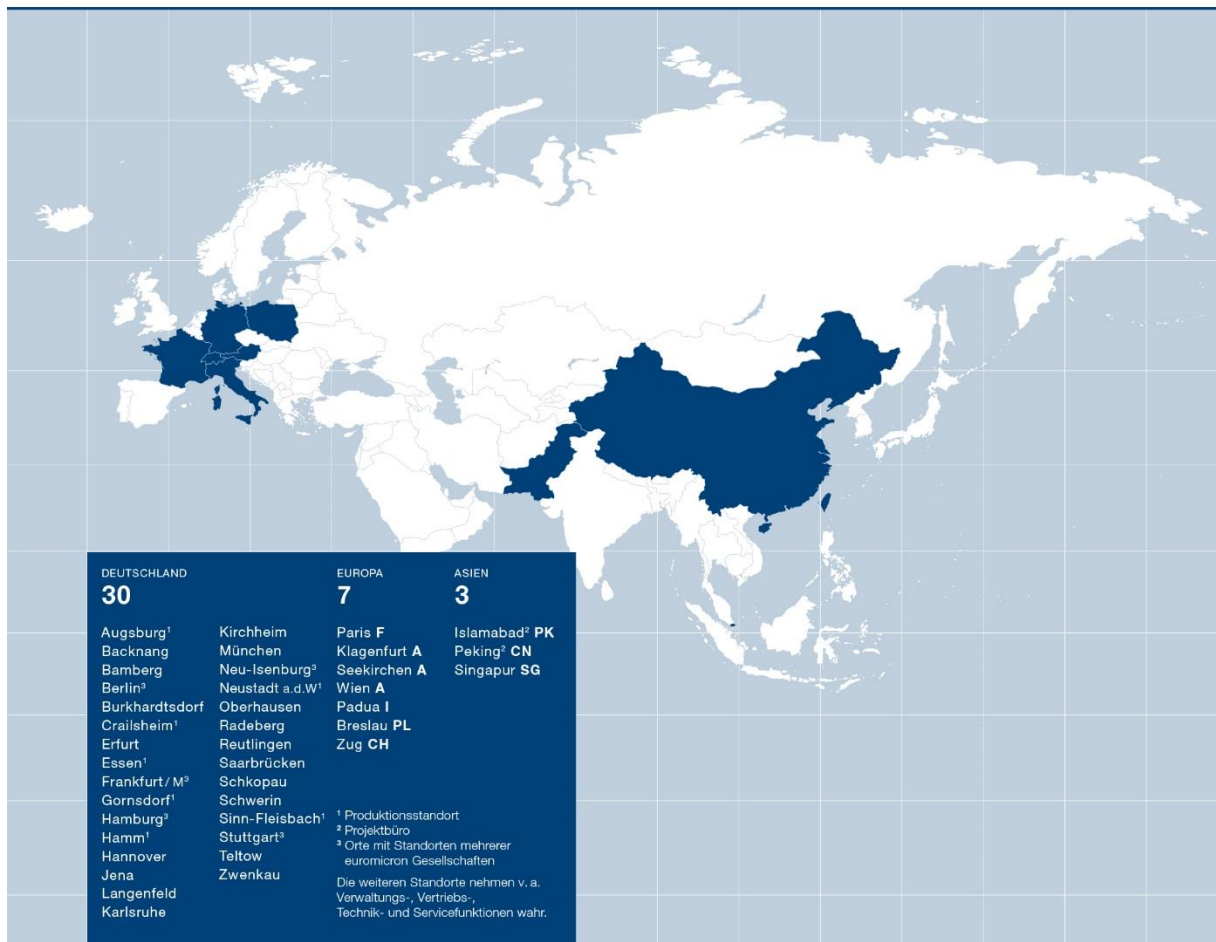 DEUTSCHLAND
30
Augsburg¹
Backnang
Bamberg
Berlin³
Burkhardtsdorf
Crailsheim¹
Erfurt
Essen¹
Frankfurt / M³
Gornsdorf¹
Hamburg³
Hamm¹
Hannover
Jena
Langenfeld
Karlsruhe
Kirchheim
München
Neu-Isenburg³
Neustadt a.d.W¹
Oberhausen
Radeberg
Reutlingen
Saarbrücken
Schkopau
Schwerin
Sinn-Fleisbach¹
Stuttgart³
Teltow
Zwenkau
EUROPA
7
Paris F
Klagenfurt A
Seekirchen A
Wien A
Padua I
Breslau PL
Zug CH
ASIEN
3
Islamabad² PK
Peking² CN
Singapur SG
¹ Produktionsstandort
² Projektbüro
³ Orte mit Standorten mehrerer
euromicron Gesellschaften
Die weiteren Standorte nehmen v. a.
Verwaltungs-, Vertriebs-,
Technik- und Servicefunktionen wahr.